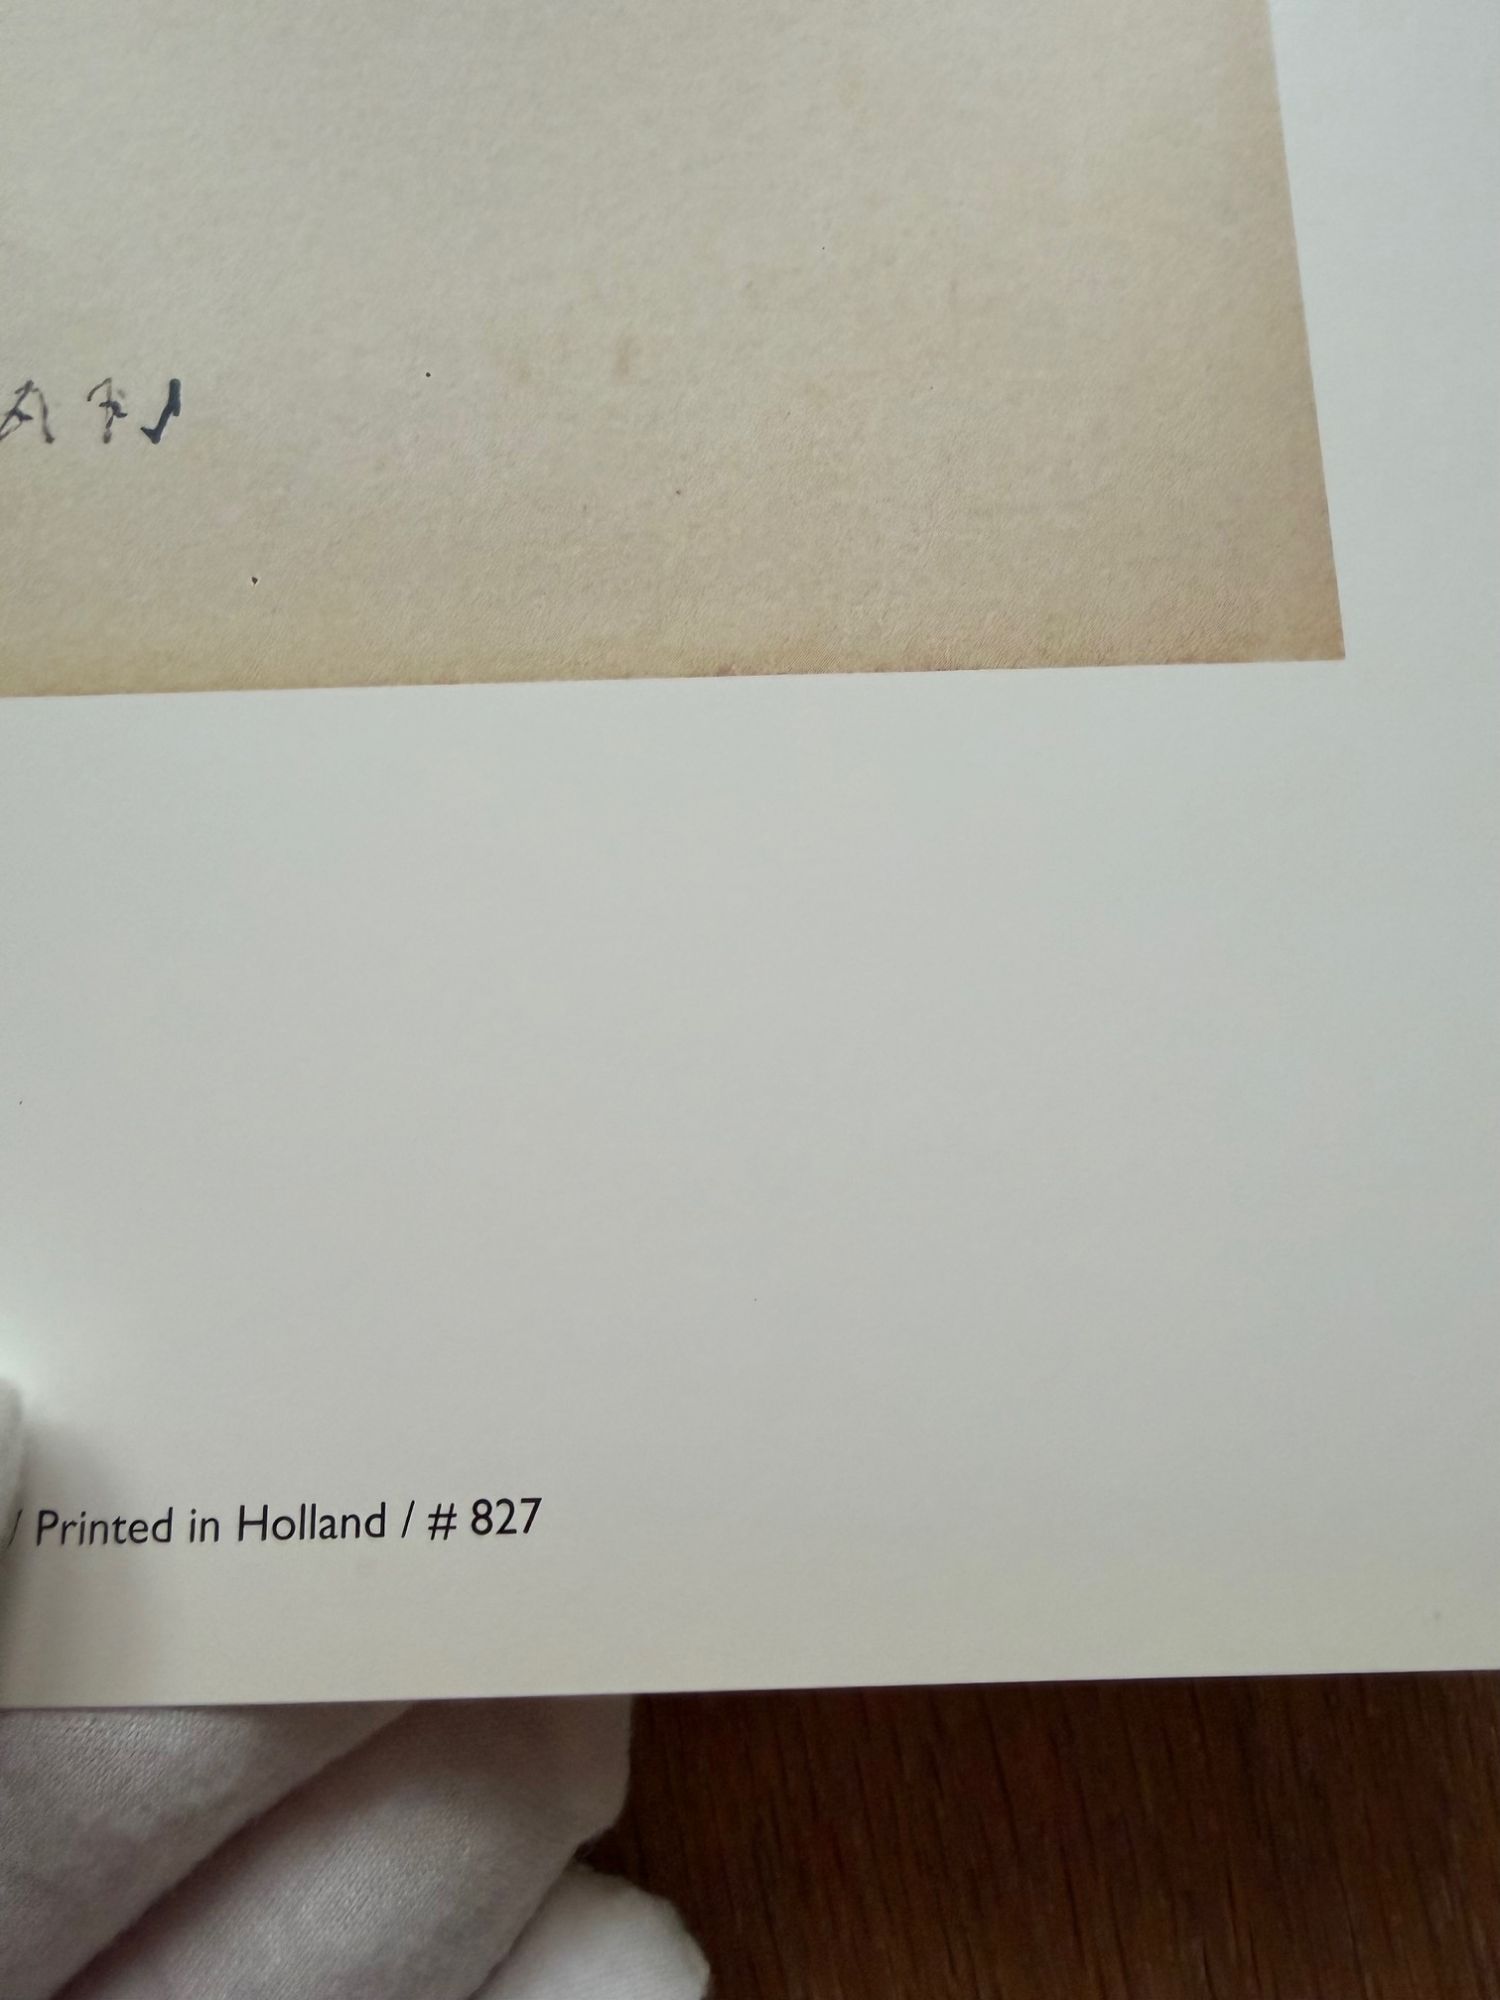 / Printed in Holland / # 827